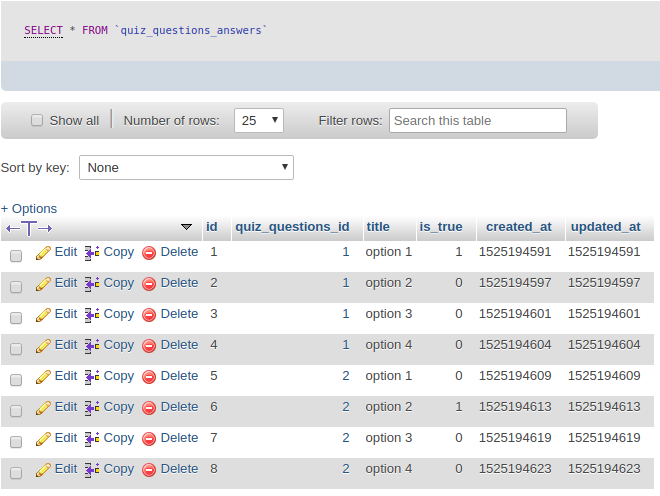 SELECT * FROM `quiz_questions_answers`
Show all Number of rows: 25 Filter rows: Search this table
Sort by key: None
+ Options
id quiz_questions_id title is_true created_at updated_at
Edit Copy Delete 1 1 option 1 1 1525194591 1525194591
Edit Copy Delete 2 1 option 2 0 1525194597 1525194597
Edit Copy Delete 3 1 option 3 0 1525194601 1525194601
Edit Copy Delete 4 1 option 4 0 1525194604 1525194604
Edit Copy Delete 5 2 option 1 0 1525194609 1525194609
Edit Copy Delete 6 2 option 2 1 1525194613 1525194613
Edit Copy Delete 7 2 option 3 0 1525194619 1525194619
Edit Copy Delete 8 2 option 4 0 1525194623 1525194623